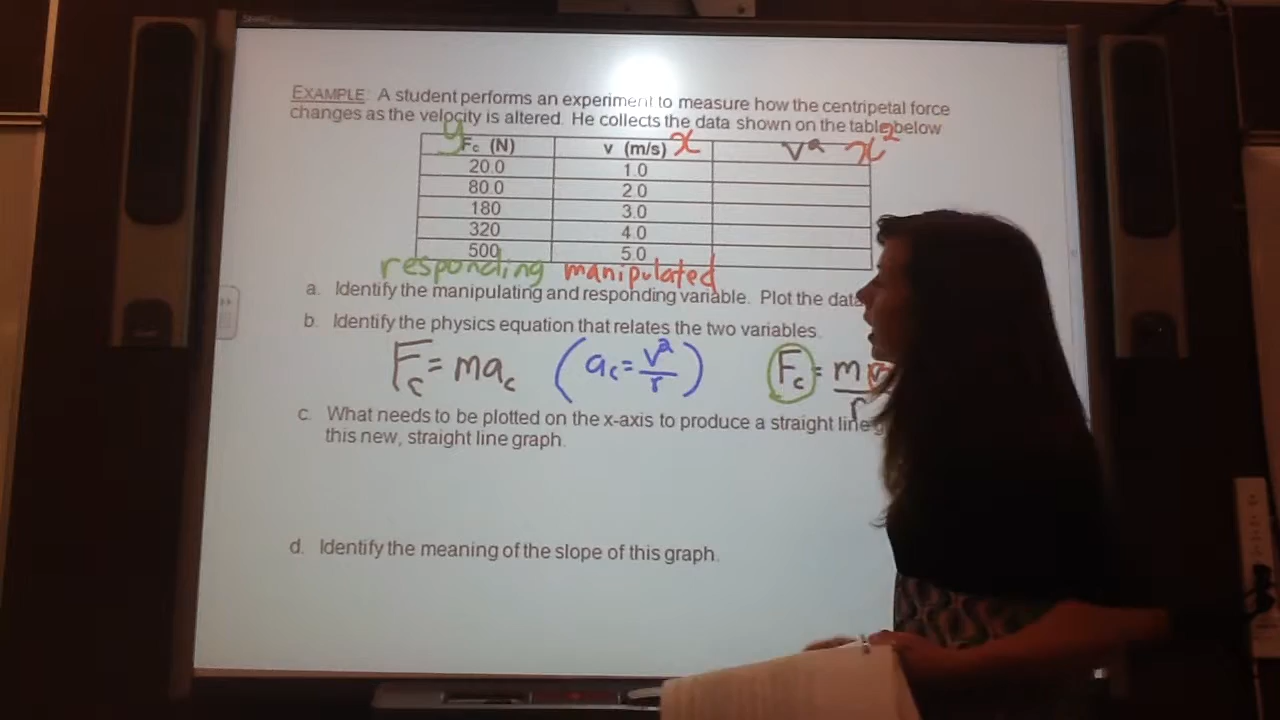 EXAMPLE: A student performs an experiment to measure how the centripetal force
changes as the velocity is altered. He collects the data shown on the table below
y Fc (N) v (m/s) x v² x²
20.0 1.0
80.0 2.0
180 3.0
320 4.0
500 5.0
responding manipulated
a. Identify the manipulating and responding variable. Plot the data
b. Identify the physics equation that relates the two variables.
Fc = mac (ac = v²/r) Fc = m
r
c. What needs to be plotted on the x-axis to produce a straight line
this new, straight line graph.
d. Identify the meaning of the slope of this graph.